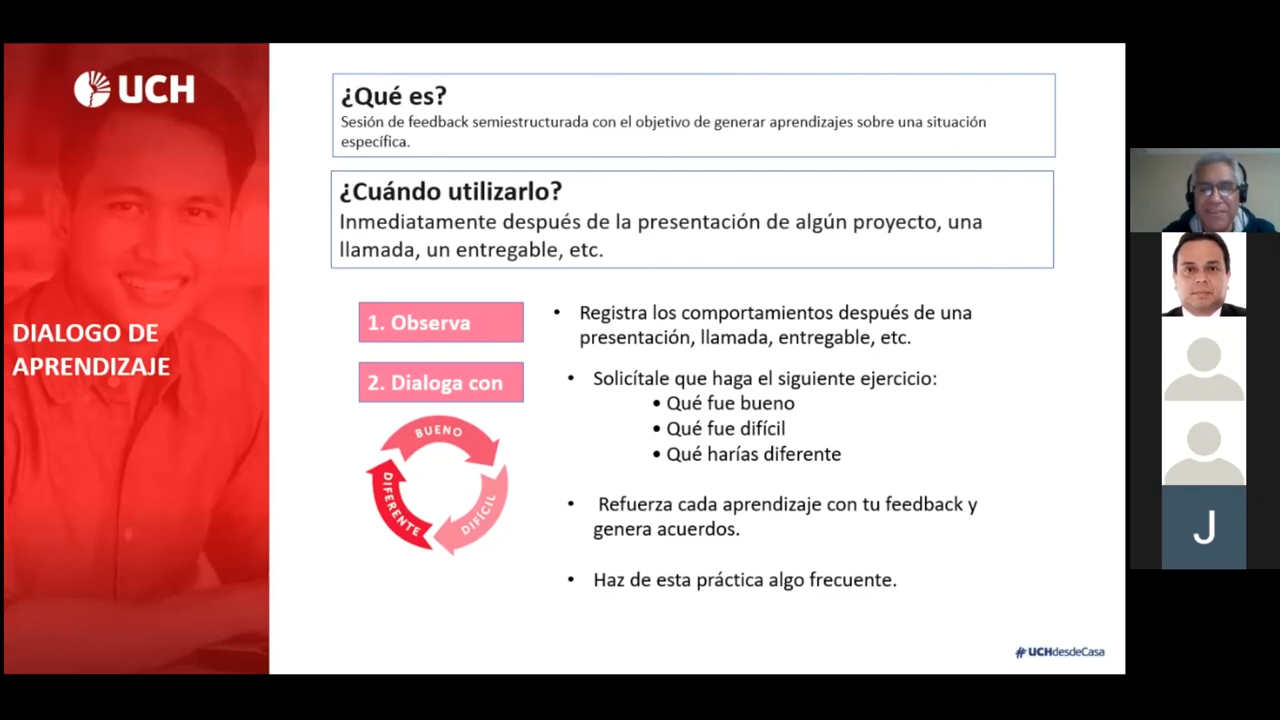 UCH
DIALOGO DE
APRENDIZAJE
¿Qué es?
Sesión de feedback semiestructurada con el objetivo de generar aprendizajes sobre una situación
específica.
¿Cuándo utilizarlo?
Inmediatamente después de la presentación de algún proyecto, una
llamada, un entregable, etc.
1. Observa
• Registra los comportamientos después de una
presentación, llamada, entregable, etc.
2. Dialoga con
• Solicítale que haga el siguiente ejercicio:
• Qué fue bueno
• Qué fue difícil
• Qué harías diferente
BUENO
DIFÍCIL
DIFERENTE
• Refuerza cada aprendizaje con tu feedback y
genera acuerdos.
• Haz de esta práctica algo frecuente.
#UCHdesdeCasa
J